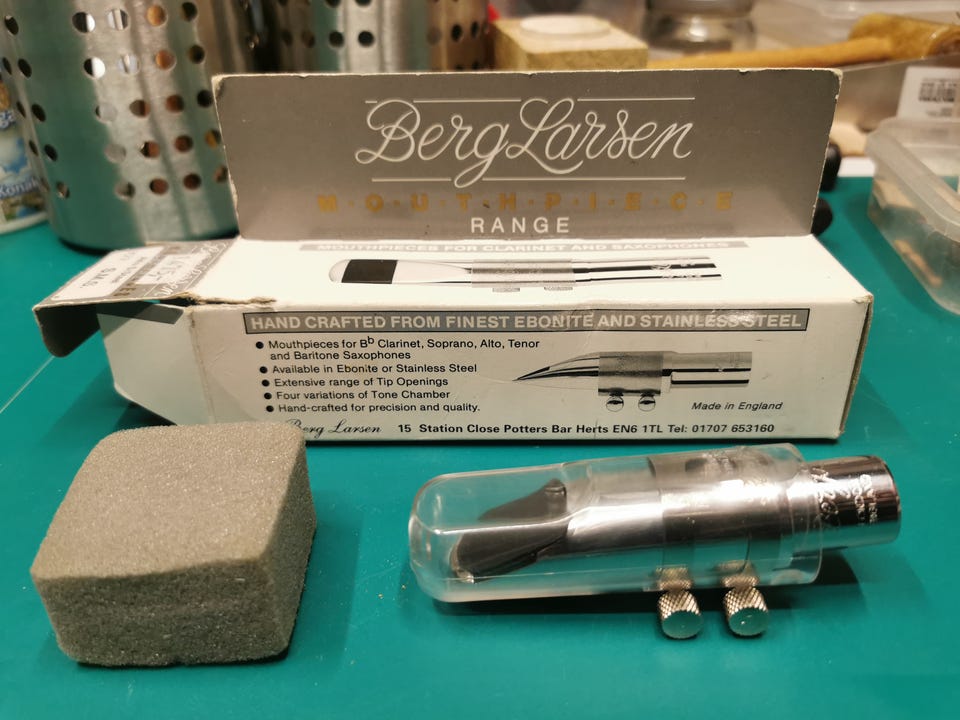 Berg Larsen
MOUTHPIECE
RANGE
MOUTHPIECES FOR CLARINET AND SAXOPHONES
HAND CRAFTED FROM FINEST EBONITE AND STAINLESS STEEL
● Mouthpieces for Bb Clarinet, Soprano, Alto, Tenor
and Baritone Saxophones
● Available in Ebonite or Stainless Steel
● Extensive range of Tip Openings
● Four variations of Tone Chamber
● Hand-crafted for precision and quality.
Made in England
Berg Larsen 15 Station Close Potters Bar Herts EN6 1TL Tel: 01707 653160
S.M.S.